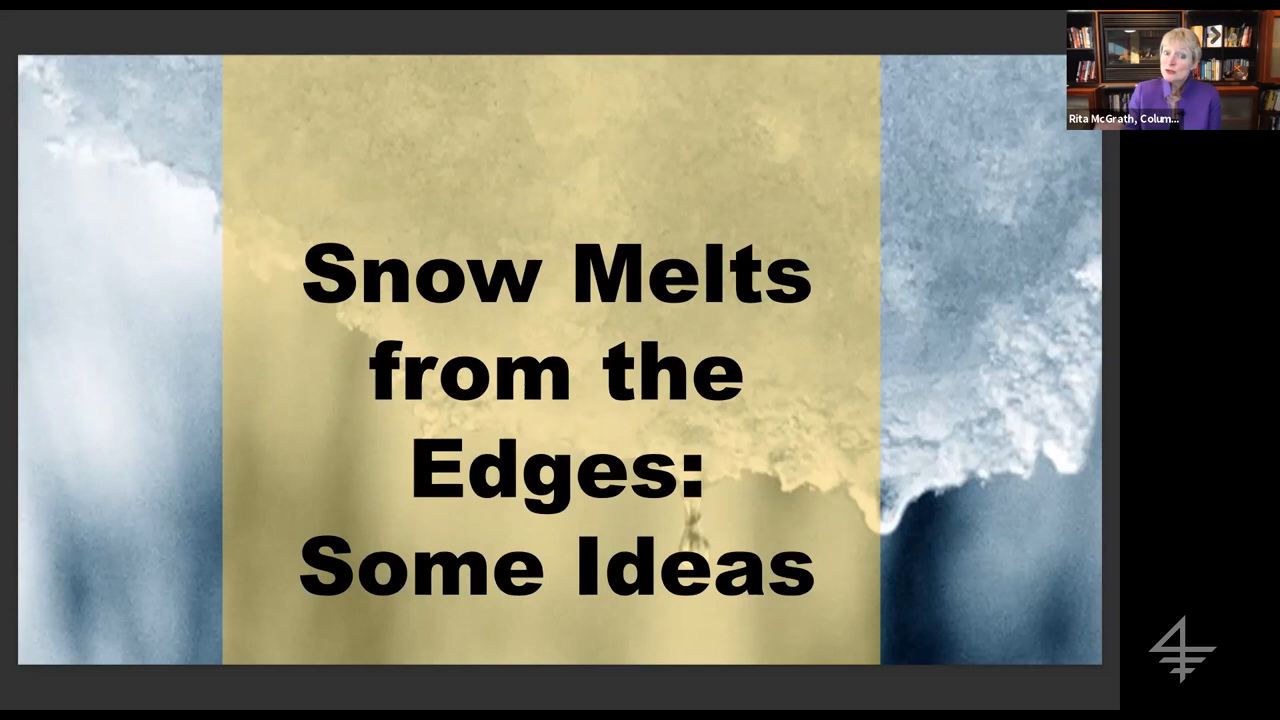 Snow Melts
from the
Edges:
Some Ideas
Rita McGrath, Colum...